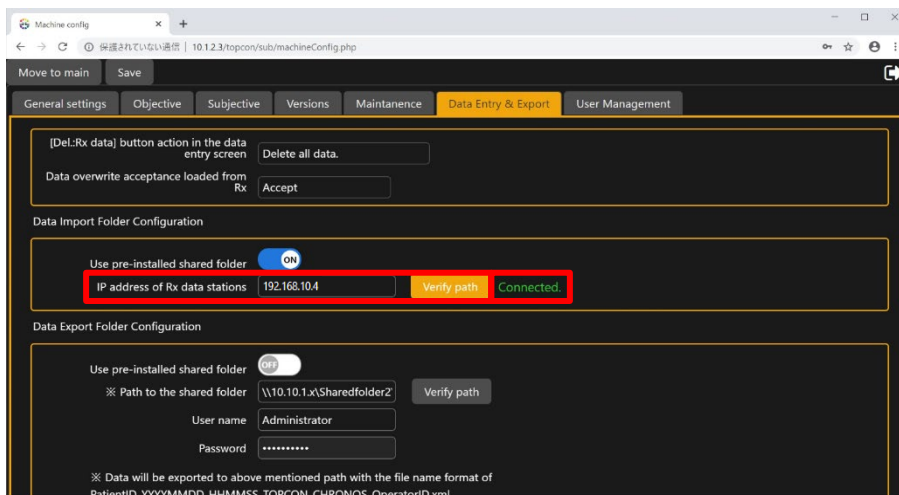 Machine config
保護されていない通信 | 10.1.2.3/topcon/sub/machineConfig.php
Move to main Save
General settings Objective Subjective Versions Maintanence Data Entry & Export User Management
[Del.:Rx data] button action in the data
entry screen Delete all data.
Data overwrite acceptance loaded from
Rx Accept
Data Import Folder Configuration
Use pre-installed shared folder ON
IP address of Rx data stations 192.168.10.4 Verify path Connected.
Data Export Folder Configuration
Use pre-installed shared folder OFF
※ Path to the shared folder \\10.10.1.x\Sharedfolder2 Verify path
User name Administrator
Password ••••••••••
※ Data will be exported to above mentioned path with the file name format of
PatientID_YYYYMMDD_HHMMSS_TOPCON_CHRONOS_OperatorID.xml